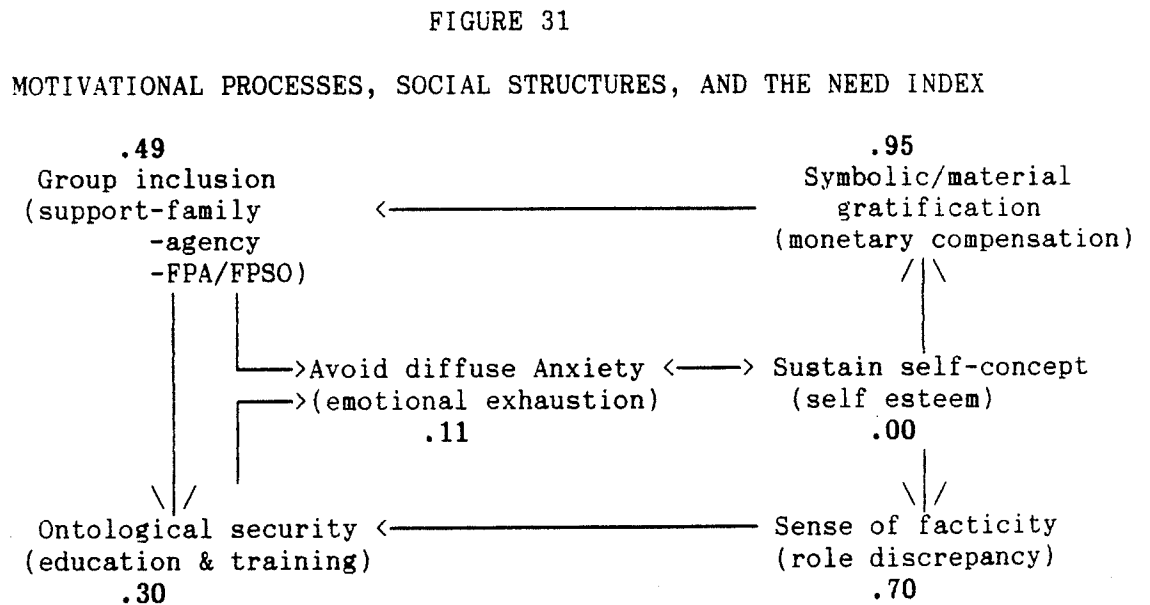 FIGURE 31
MOTIVATIONAL PROCESSES, SOCIAL STRUCTURES, AND THE NEED INDEX
.49
Group inclusion
(support-family
-agency
-FPA/FPSO)
.95
Symbolic/material
gratification
(monetary compensation)
Avoid diffuse Anxiety
(emotional exhaustion)
.11
Sustain self-concept
(self esteem)
.00
Ontological security
(education & training)
.30
Sense of facticity
(role discrepancy)
.70